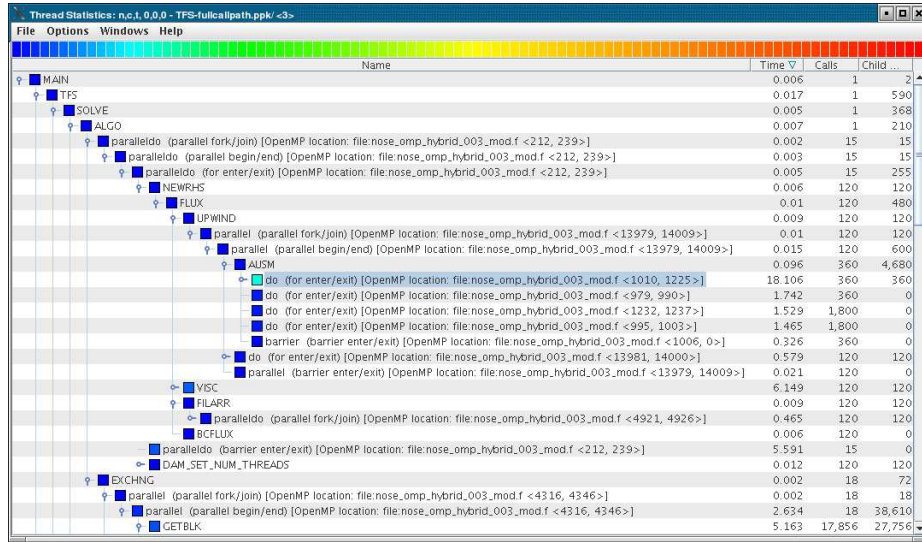 Thread Statistics: n,c,t, 0,0,0 - TFS-fullcallpath.ppk/<3>
File Options Windows Help
Name Time Calls Child ...
MAIN 0.006 1 2
TFS 0.017 1 590
SOLVE 0.005 1 368
ALGO 0.007 1 210
paralleldo (parallel fork/join) [OpenMP location: file:nose_omp_hybrid_003_mod.f <212, 239>] 0.002 15 15
paralleldo (parallel begin/end) [OpenMP location: file:nose_omp_hybrid_003_mod.f <212, 239>] 0.003 15 15
paralleldo (for enter/exit) [OpenMP location: file:nose_omp_hybrid_003_mod.f <212, 239>] 0.005 15 255
NEWRHS 0.006 120 120
FLUX 0.01 120 480
UPWIND 0.009 120 120
parallel (parallel fork/join) [OpenMP location: file:nose_omp_hybrid_003_mod.f <13979, 14009>] 0.01 120 120
parallel (parallel begin/end) [OpenMP location: file:nose_omp_hybrid_003_mod.f <13979, 14009>] 0.015 120 600
AUSM 0.096 360 4,680
do (for enter/exit) [OpenMP location: file:nose_omp_hybrid_003_mod.f <1010, 1225>] 18.106 360 360
do (for enter/exit) [OpenMP location: file:nose_omp_hybrid_003_mod.f <979, 990>] 1.742 360 0
do (for enter/exit) [OpenMP location: file:nose_omp_hybrid_003_mod.f <1232, 1237>] 1.529 1,800 0
do (for enter/exit) [OpenMP location: file:nose_omp_hybrid_003_mod.f <995, 1003>] 1.465 1,800 0
barrier (barrier enter/exit) [OpenMP location: file:nose_omp_hybrid_003_mod.f <1006, 0>] 0.326 360 0
do (for enter/exit) [OpenMP location: file:nose_omp_hybrid_003_mod.f <13981, 14000>] 0.579 120 120
parallel (barrier enter/exit) [OpenMP location: file:nose_omp_hybrid_003_mod.f <13979, 14009>] 0.021 120 0
VISC 6.149 120 120
FILARR 0.009 120 120
paralleldo (parallel fork/join) [OpenMP location: file:nose_omp_hybrid_003_mod.f <4921, 4926>] 0.465 120 120
BCFLUX 0.006 120 0
paralleldo (barrier enter/exit) [OpenMP location: file:nose_omp_hybrid_003_mod.f <212, 239>] 5.591 15 0
DAM_SET_NUM_THREADS 0.012 120 120
EXCHNG 0.002 18 72
parallel (parallel fork/join) [OpenMP location: file:nose_omp_hybrid_003_mod.f <4316, 4346>] 0.002 18 18
parallel (parallel begin/end) [OpenMP location: file:nose_omp_hybrid_003_mod.f <4316, 4346>] 2.634 18 38,610
GETBLK 5.163 17,856 27,756